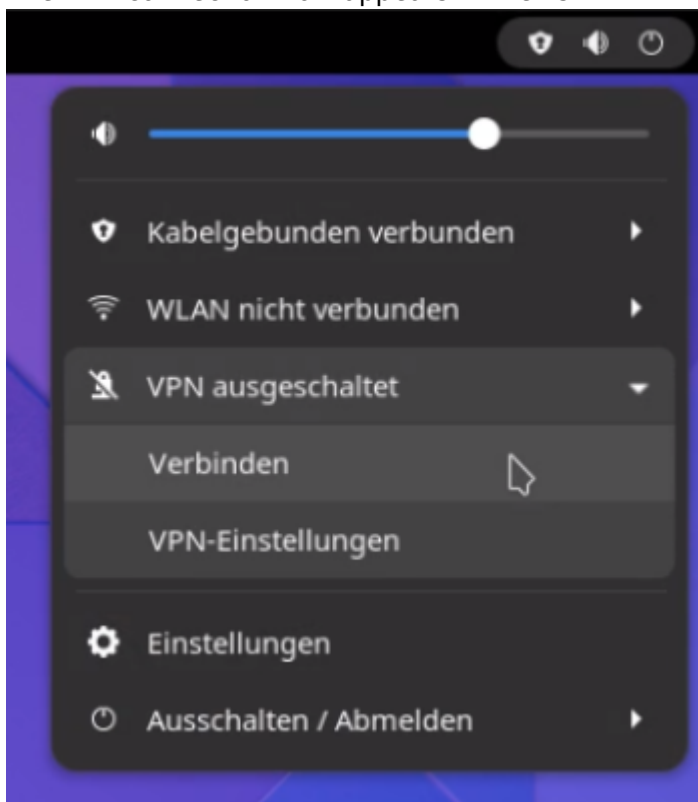 Kabelgebunden verbunden
WLAN nicht verbunden
VPN ausgeschaltet
Verbinden
VPN-Einstellungen
Einstellungen
Ausschalten / Abmelden